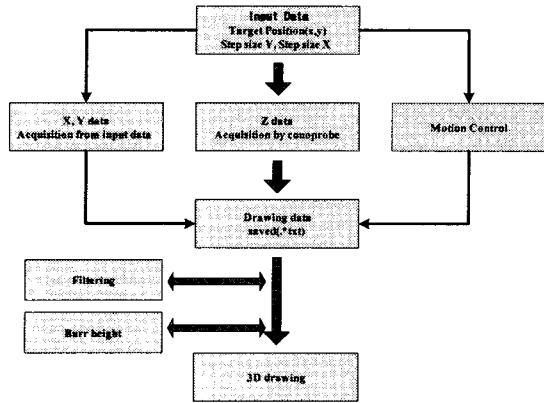 Input Data
Target Position(x,y)
Step size Y, Step size X
X, Y data
Acquisition from input data
Z data
Acquisition by conoprobe
Motion Control
Drawing data
saved(.*txt)
Filtering
Burr height
3D drawing